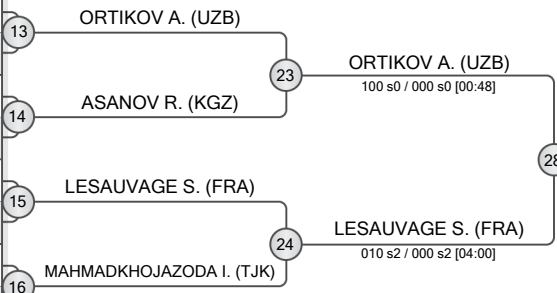 13
ORTIKOV A. (UZB)
23
ORTIKOV A. (UZB)
100 s0 / 000 s0 [00:48]
14
ASANOV R. (KGZ)
28
15
LESAUVAGE S. (FRA)
24
LESAUVAGE S. (FRA)
010 s2 / 000 s2 [04:00]
16
MAHMADKHOJAZODA I. (TJK)